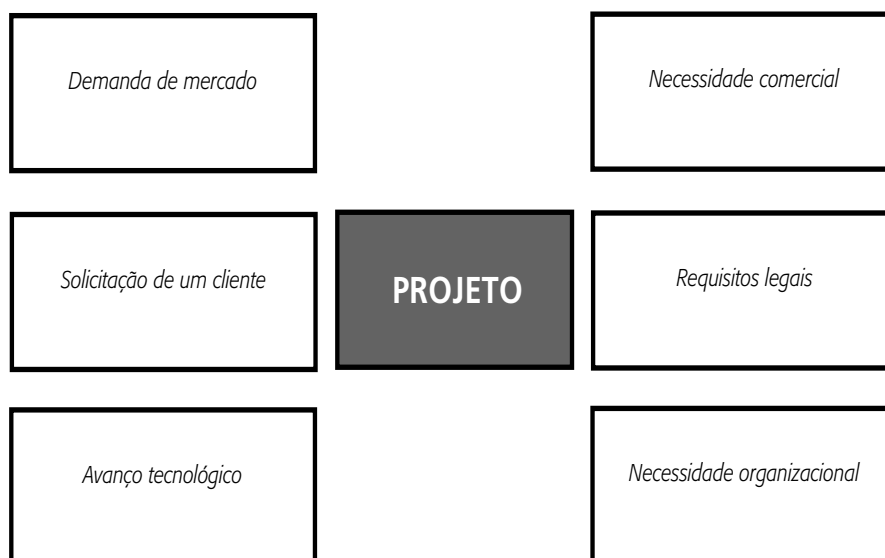 Demanda de mercado
Necessidade comercial
Solicitação de um cliente
PROJETO
Requisitos legais
Avanço tecnológico
Necessidade organizacional